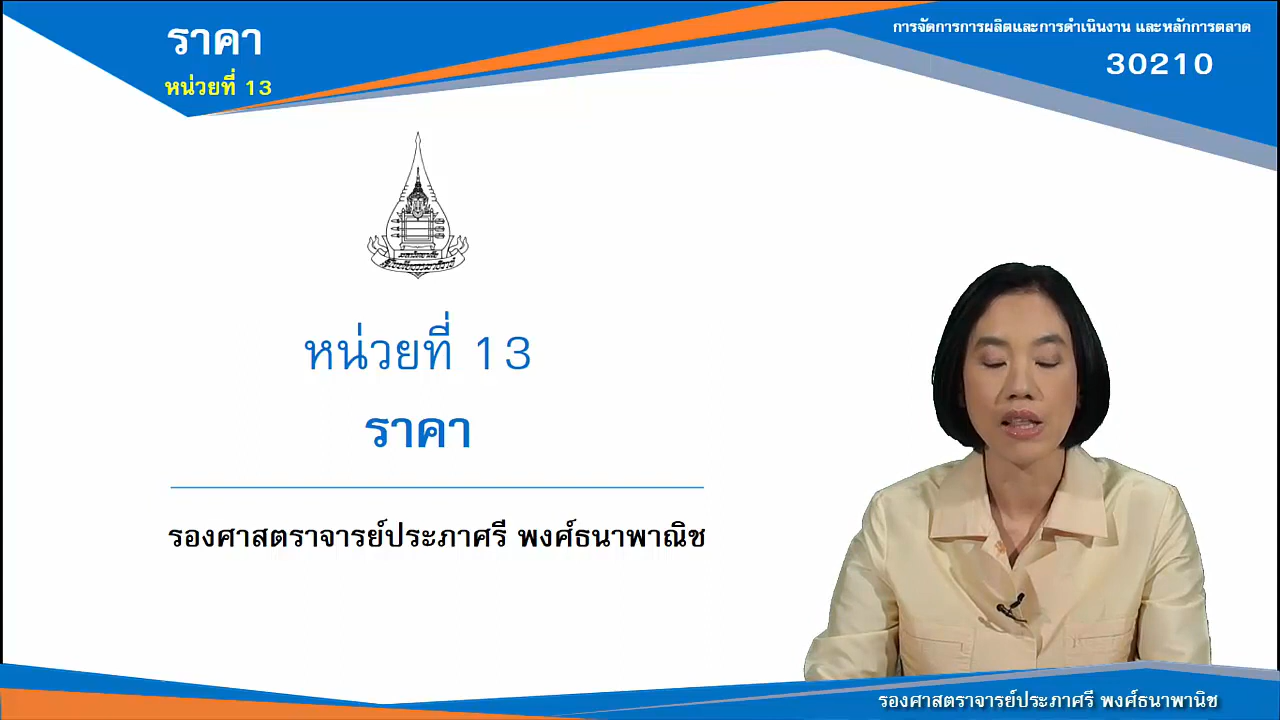 ราคา
หน่วยที่ 13
การจัดการการผลิตและการดำเนินงาน และหลักการตลาด
30210
หน่วยที่ 13
ราคา
รองศาสตราจารย์ประภาศรี พงศ์ธนาพาณิช
รองศาสตราจารย์ประภาศรี พงศ์ธนาพานิช